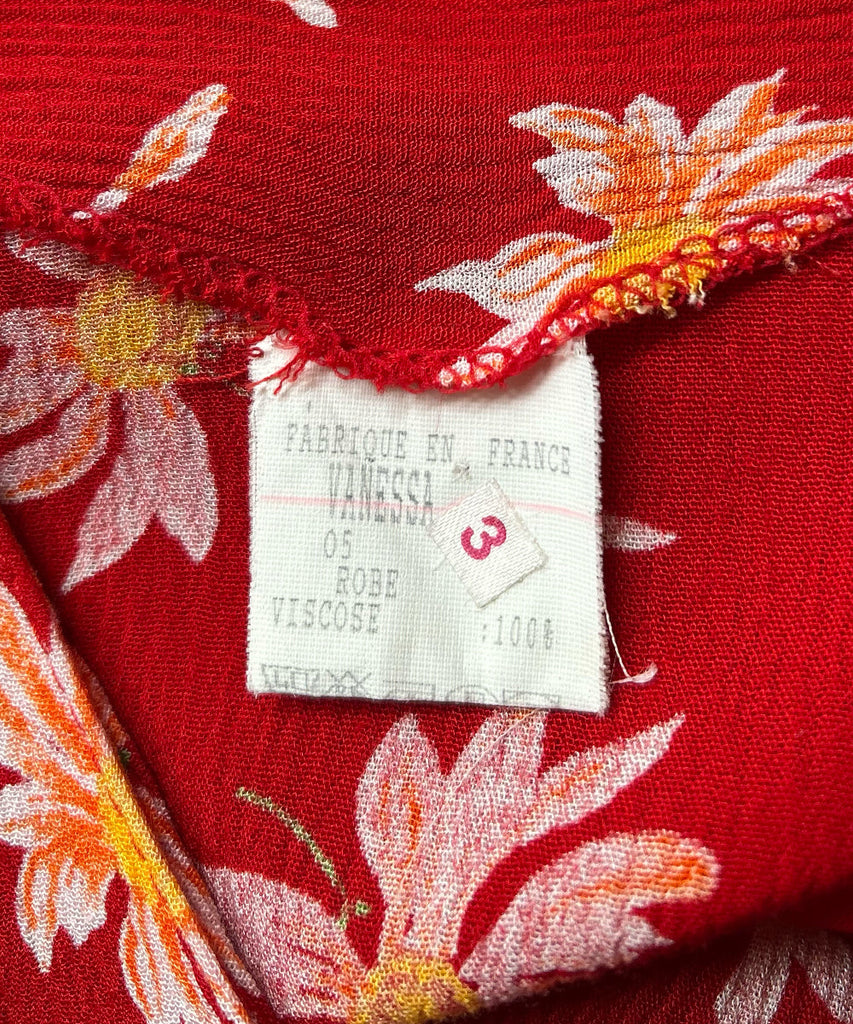 FABRIQUE EN FRANCE
VANESSA
3
05
ROBE
VISCOSE :100%